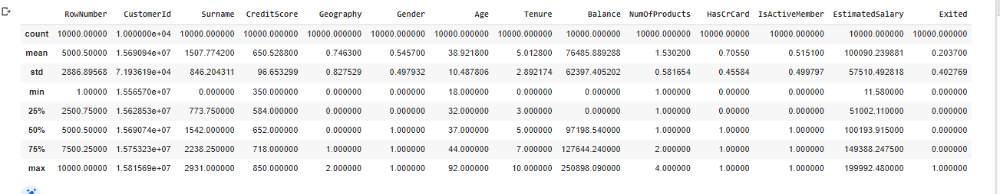 RowNumber CustomerId Surname CreditScore Geography Gender Age Tenure Balance NumOfProducts HasCrCard IsActiveMember EstimatedSalary Exited
count 10000.00000 1.000000e+04 10000.000000 10000.000000 10000.000000 10000.000000 10000.000000 10000.000000 10000.000000 10000.000000 10000.00000 10000.000000 10000.000000 10000.000000
mean 5000.50000 1.569094e+07 1507.774200 650.528800 0.746300 0.545700 38.921800 5.012800 76485.889288 1.530200 0.70550 0.515100 100090.239881 0.203700
std 2886.89568 7.193619e+04 846.204311 96.653299 0.827529 0.497932 10.487806 2.892174 62397.405202 0.581654 0.45584 0.499797 57510.492818 0.402769
min 1.00000 1.556570e+07 0.000000 350.000000 0.000000 0.000000 18.000000 0.000000 0.000000 1.000000 0.00000 0.000000 11.580000 0.000000
25% 2500.75000 1.562853e+07 773.750000 584.000000 0.000000 0.000000 32.000000 3.000000 0.000000 1.000000 0.00000 0.000000 51002.110000 0.000000
50% 5000.50000 1.569074e+07 1542.000000 652.000000 0.000000 1.000000 37.000000 5.000000 97198.540000 1.000000 1.00000 1.000000 100193.915000 0.000000
75% 7500.25000 1.575323e+07 2238.250000 718.000000 1.000000 1.000000 44.000000 7.000000 127644.240000 2.000000 1.00000 1.000000 149388.247500 0.000000
max 10000.00000 1.581569e+07 2931.000000 850.000000 2.000000 1.000000 92.000000 10.000000 250898.090000 4.000000 1.00000 1.000000 199992.480000 1.000000